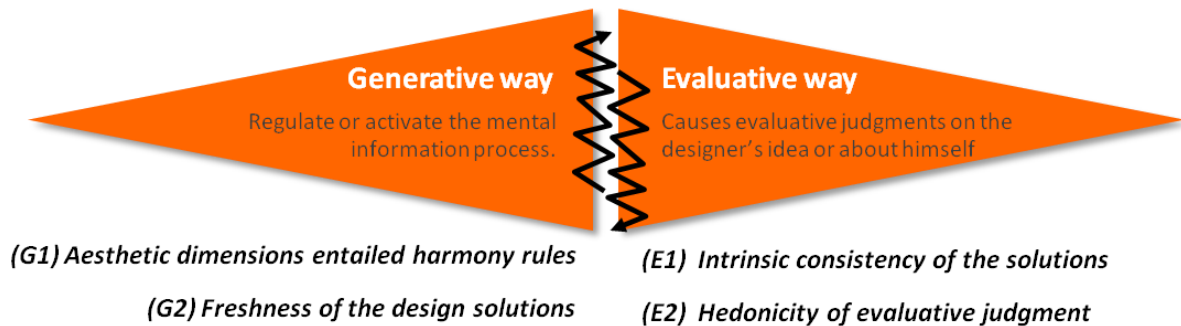 Generative way
Regulate or activate the mental
information process.
Evaluative way
Causes evaluative judgments on the
designer's idea or about himself
(G1) Aesthetic dimensions entailed harmony rules
(G2) Freshness of the design solutions
(E1) Intrinsic consistency of the solutions
(E2) Hedonicity of evaluative judgment